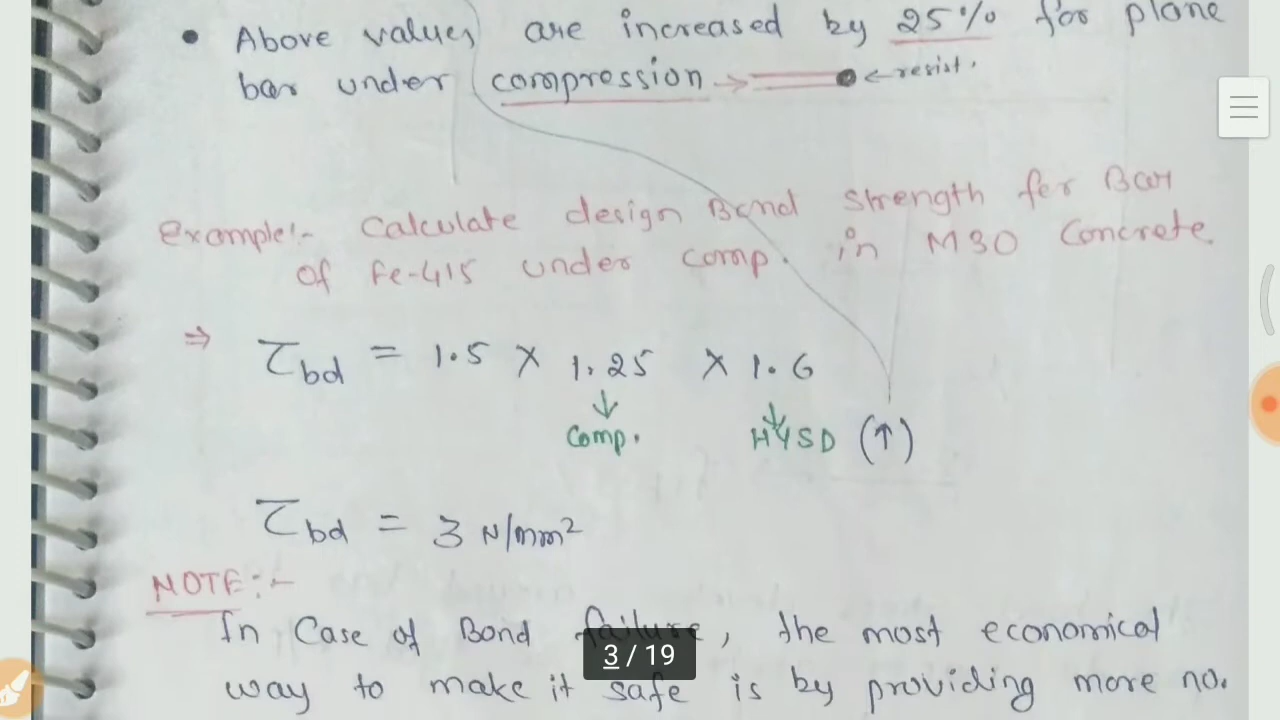 • Above values are increased by 25% for plane
bar under compression → ← resist.
Example:- Calculate design Bond strength for Bar
of Fe-415 under comp. in M30 Concrete.
⇒ τbd = 1.5 × 1.25 × 1.6
↓ ↓
Comp. HYSD (↑)
τbd = 3 N/mm²
NOTE:-
In Case of Bond failure, the most economical
3 / 19
way to make it safe is by providing more no.